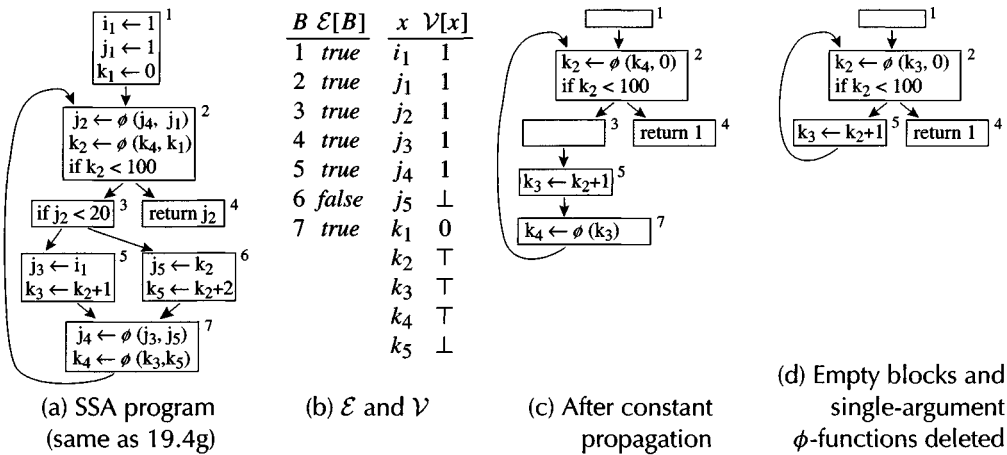 1
i₁ ← 1
j₁ ← 1
k₁ ← 0
2
j₂ ← ϕ (j₄, j₁)
k₂ ← ϕ (k₄, k₁)
if k₂ < 100
3
if j₂ < 20
4
return j₂
5
j₃ ← i₁
k₃ ← k₂+1
6
j₅ ← k₂
k₅ ← k₂+2
7
j₄ ← ϕ (j₃, j₅)
k₄ ← ϕ (k₃,k₅)
(a) SSA program
(same as 19.4g)
B ℰ[B]
1 true
2 true
3 true
4 true
5 true
6 false
7 true
x 𝒱[x]
i₁ 1
j₁ 1
j₂ 1
j₃ 1
j₄ 1
j₅ ⊥
k₁ 0
k₂ ⊤
k₃ ⊤
k₄ ⊤
k₅ ⊥
(b) ℰ and 𝒱
1
2
k₂ ← ϕ (k₄, 0)
if k₂ < 100
3
return 1 4
5
k₃ ← k₂+1
7
k₄ ← ϕ (k₃)
(c) After constant
propagation
1
2
k₂ ← ϕ (k₃, 0)
if k₂ < 100
5
k₃ ← k₂+1
return 1 4
(d) Empty blocks and
single-argument
ϕ-functions deleted